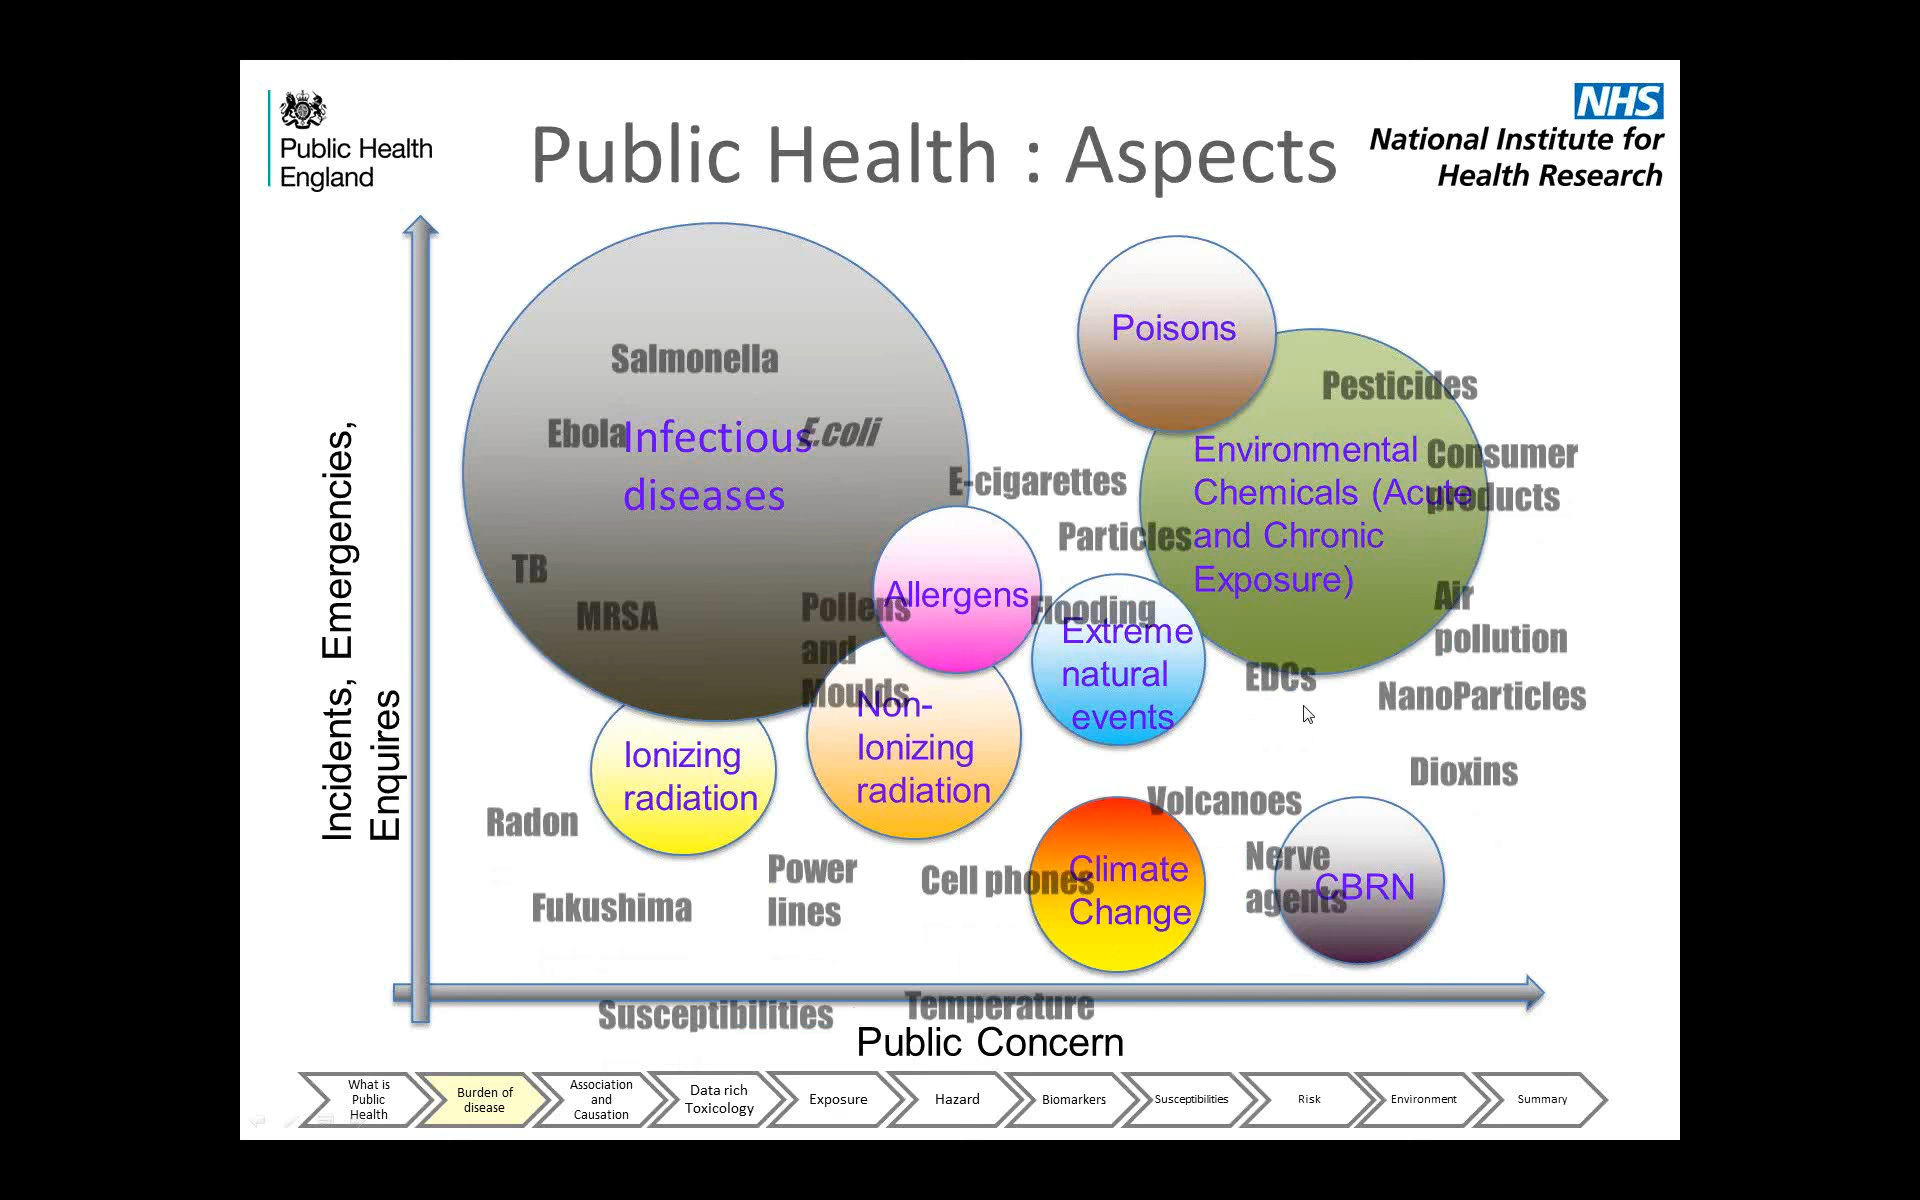 Public Health
England
Public Health : Aspects
NHS
National Institute for
Health Research
Incidents, Emergencies,
Enquires
Salmonella
Ebola
Infectious
diseases
E.coli
TB
MRSA
Pollens
and
Moulds
E-cigarettes
Particles
Poisons
Pesticides
Environmental
Chemicals (Acute
and Chronic
Exposure)
Consumer
products
Air
pollution
Allergens
Flooding
Extreme
natural
events
EDCs
NanoParticles
Dioxins
Non-
Ionizing
radiation
Ionizing
radiation
Radon
Fukushima
Power
lines
Cell phones
Climate
Change
Volcanoes
Nerve
agents
CBRN
Susceptibilities
Temperature
Public Concern
What is
Public
Health
Burden of
disease
Association
and
Causation
Data rich
Toxicology
Exposure
Hazard
Biomarkers
Susceptibilities
Risk
Environment
Summary